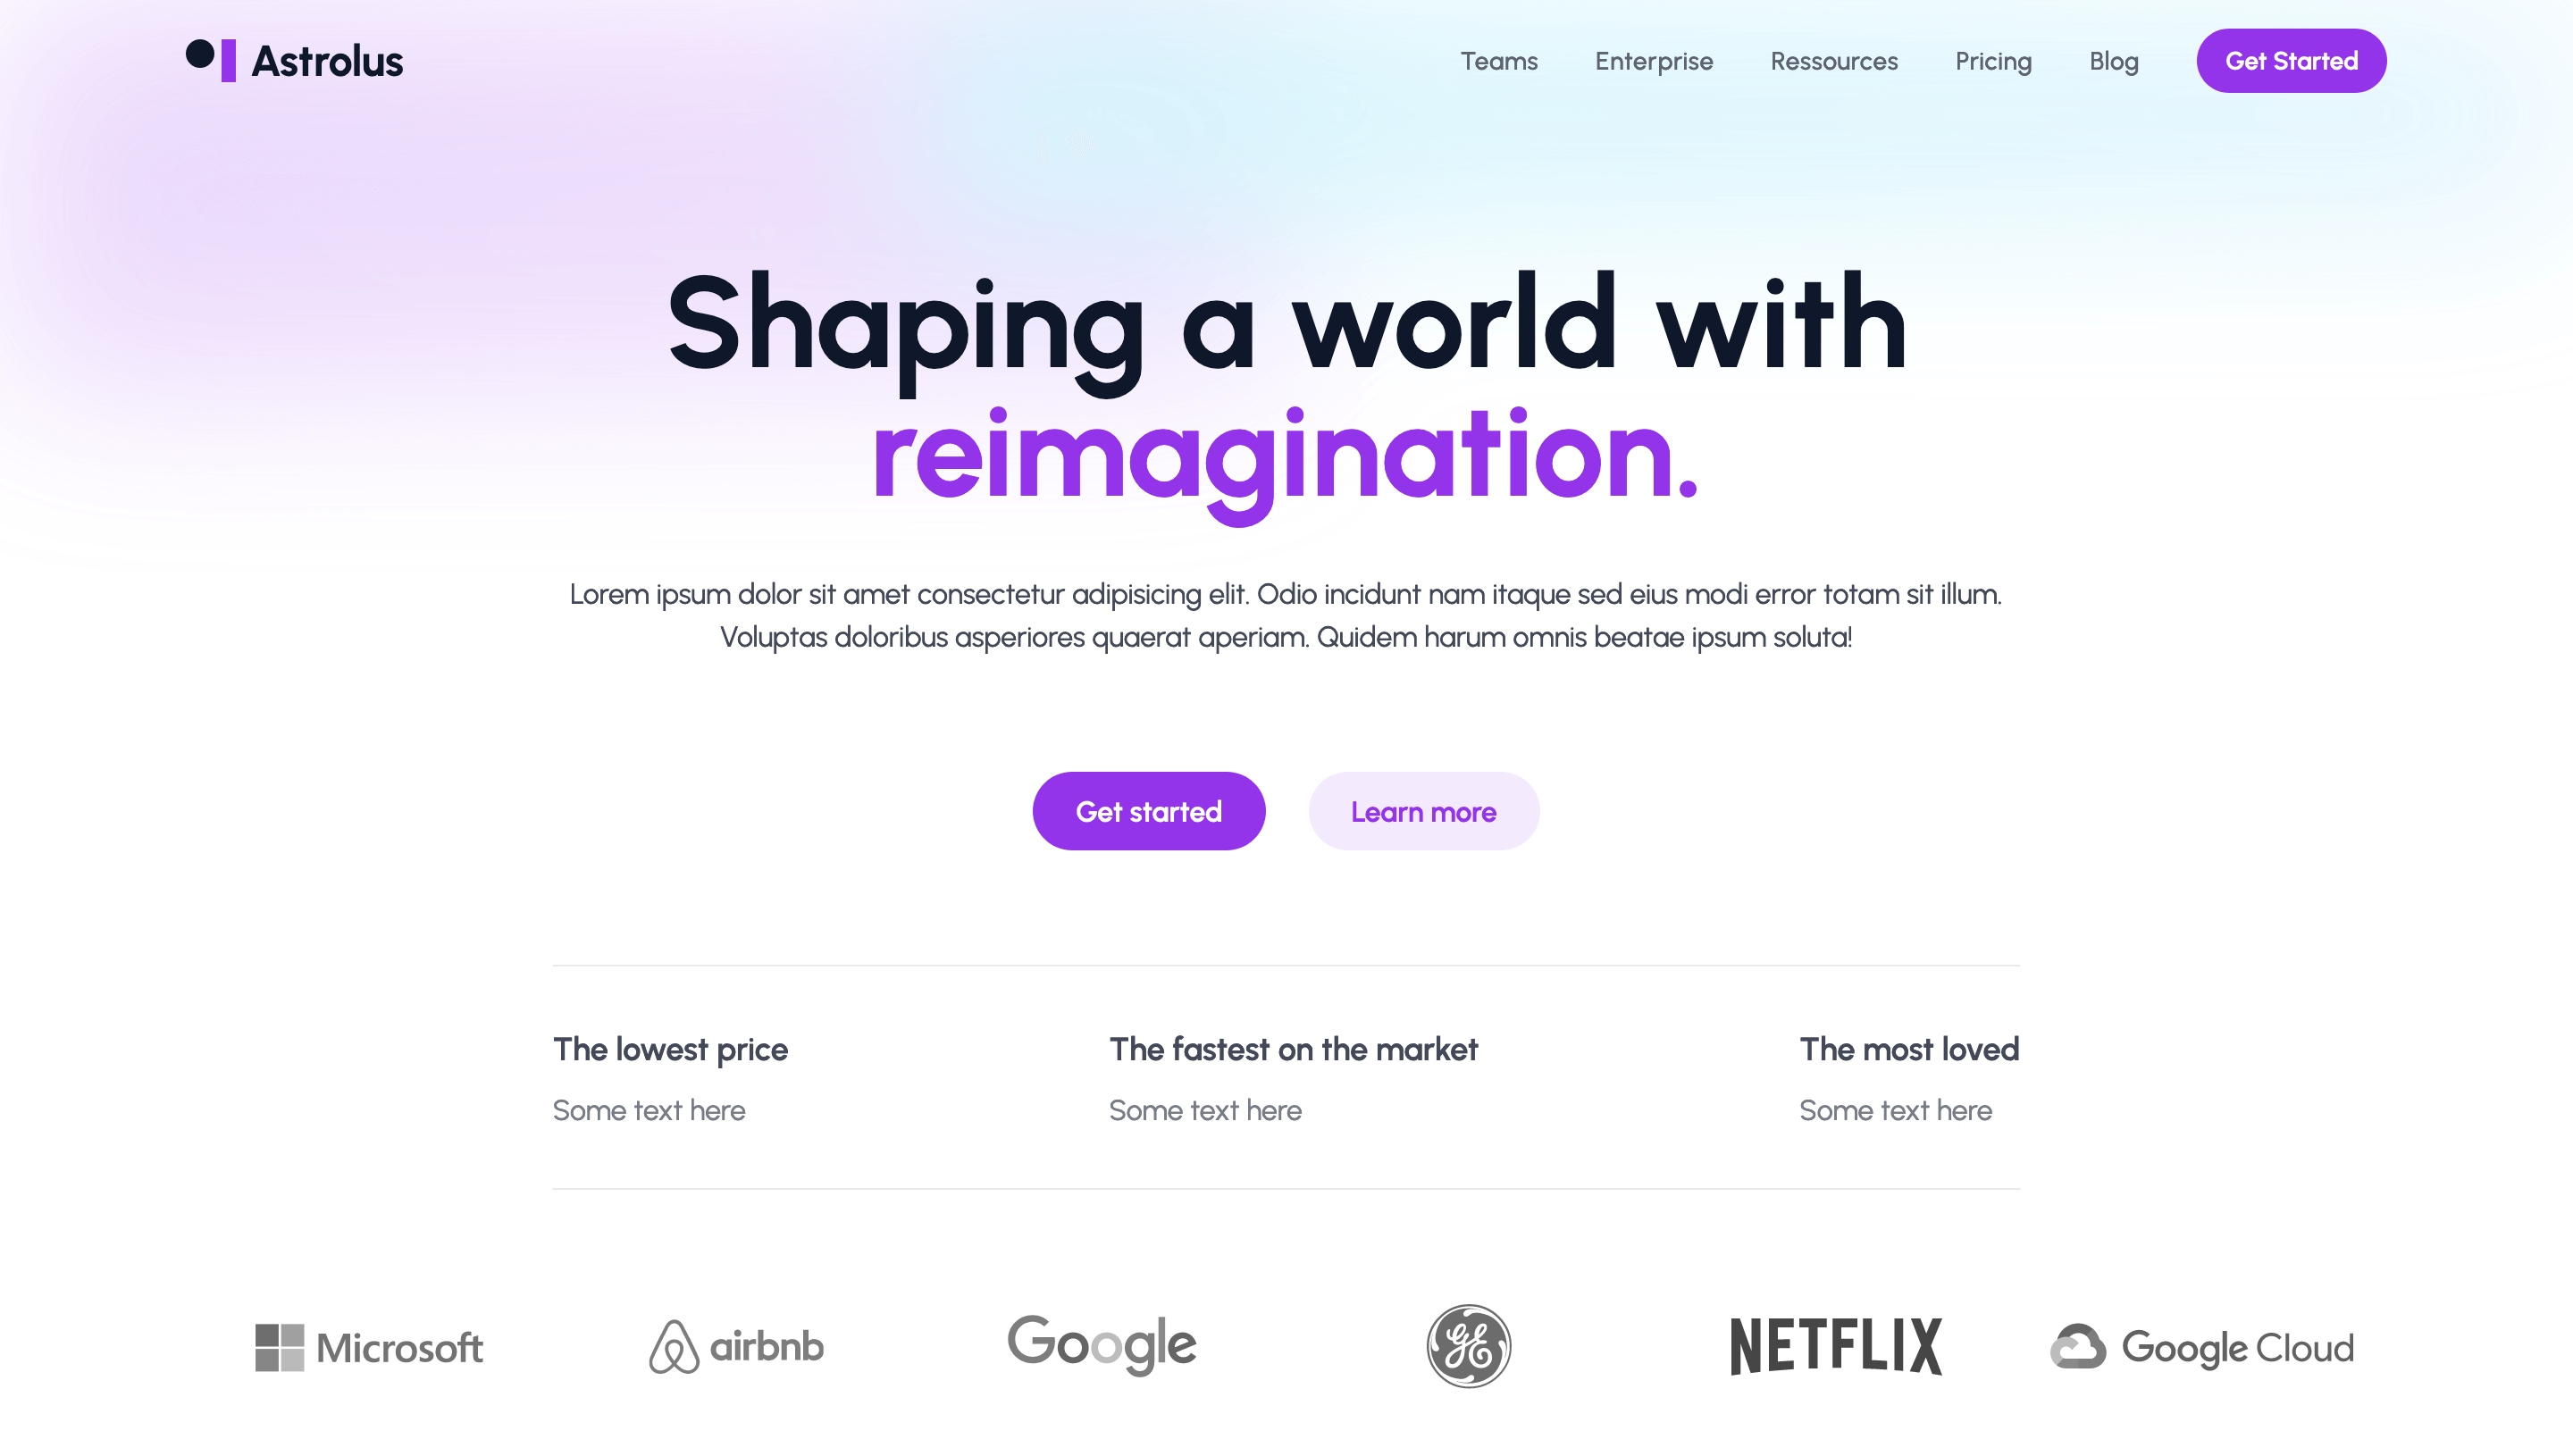 Astrolus
Teams Enterprise Ressources Pricing Blog Get Started
Shaping a world with
reimagination.
Lorem ipsum dolor sit amet consectetur adipisicing elit. Odio incidunt nam itaque sed eius modi error totam sit illum.
Voluptas doloribus asperiores quaerat aperiam. Quidem harum omnis beatae ipsum soluta!
Get started Learn more
The lowest price
Some text here
The fastest on the market
Some text here
The most loved
Some text here
Microsoft airbnb Google GE NETFLIX Google Cloud